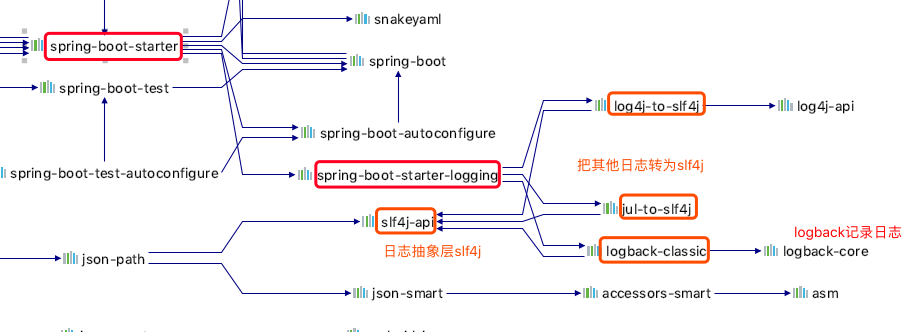 snakeyaml
spring-boot-starter
spring-boot
spring-boot-test
log4j-to-slf4j
log4j-api
spring-boot-autoconfigure
把其他日志转为slf4j
spring-boot-test-autoconfigure
spring-boot-starter-logging
jul-to-slf4j
slf4j-api
logback记录日志
日志抽象层slf4j
logback-classic
logback-core
json-path
json-smart
accessors-smart
asm